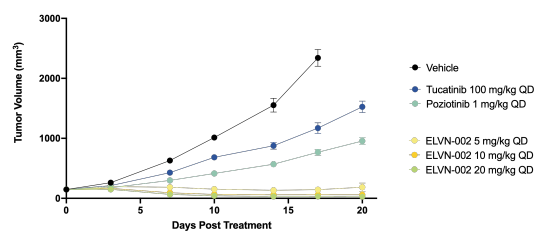 3000
2000
1000
0
Tumor Volume (mm³)
0
5
10
15
20
Days Post Treatment
Vehicle
Tucatinib 100 mg/kg QD
Poziotinib 1 mg/kg QD
ELVN-002 5 mg/kg QD
ELVN-002 10 mg/kg QD
ELVN-002 20 mg/kg QD